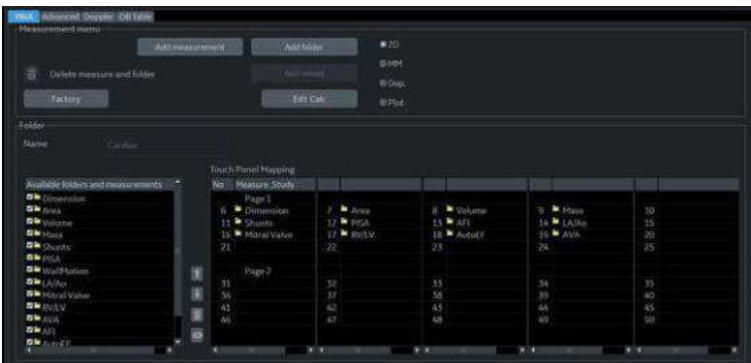 M&A Advanced Doppler OB Table
Measurement menu
Add measurement Add folder 2D
MM
Delete measure and folder Add vessel Dop.
Factory Edit Calc Plot
Folder
Name Cardiac
Touch Panel Mapping
Available folders and measurements No Measure Study
Dimension Page 1
Area 6 Dimension 7 Area 8 Volume 9 Mass 10
Volume 11 Shunts 12 PISA 13 AFI 14 LA/Ao 15
Mass 16 Mitral Valve 17 RV/LV 18 AutoEF 19 AVA 20
Shunts 21 22 23 24 25
PISA
WallMotion Page 2
LA/Ao 31 32 33 34 35
Mitral Valve 36 37 38 39 40
RV/LV 41 42 43 44 45
AVA 46 47 48 49 50
AFI
AutoEF